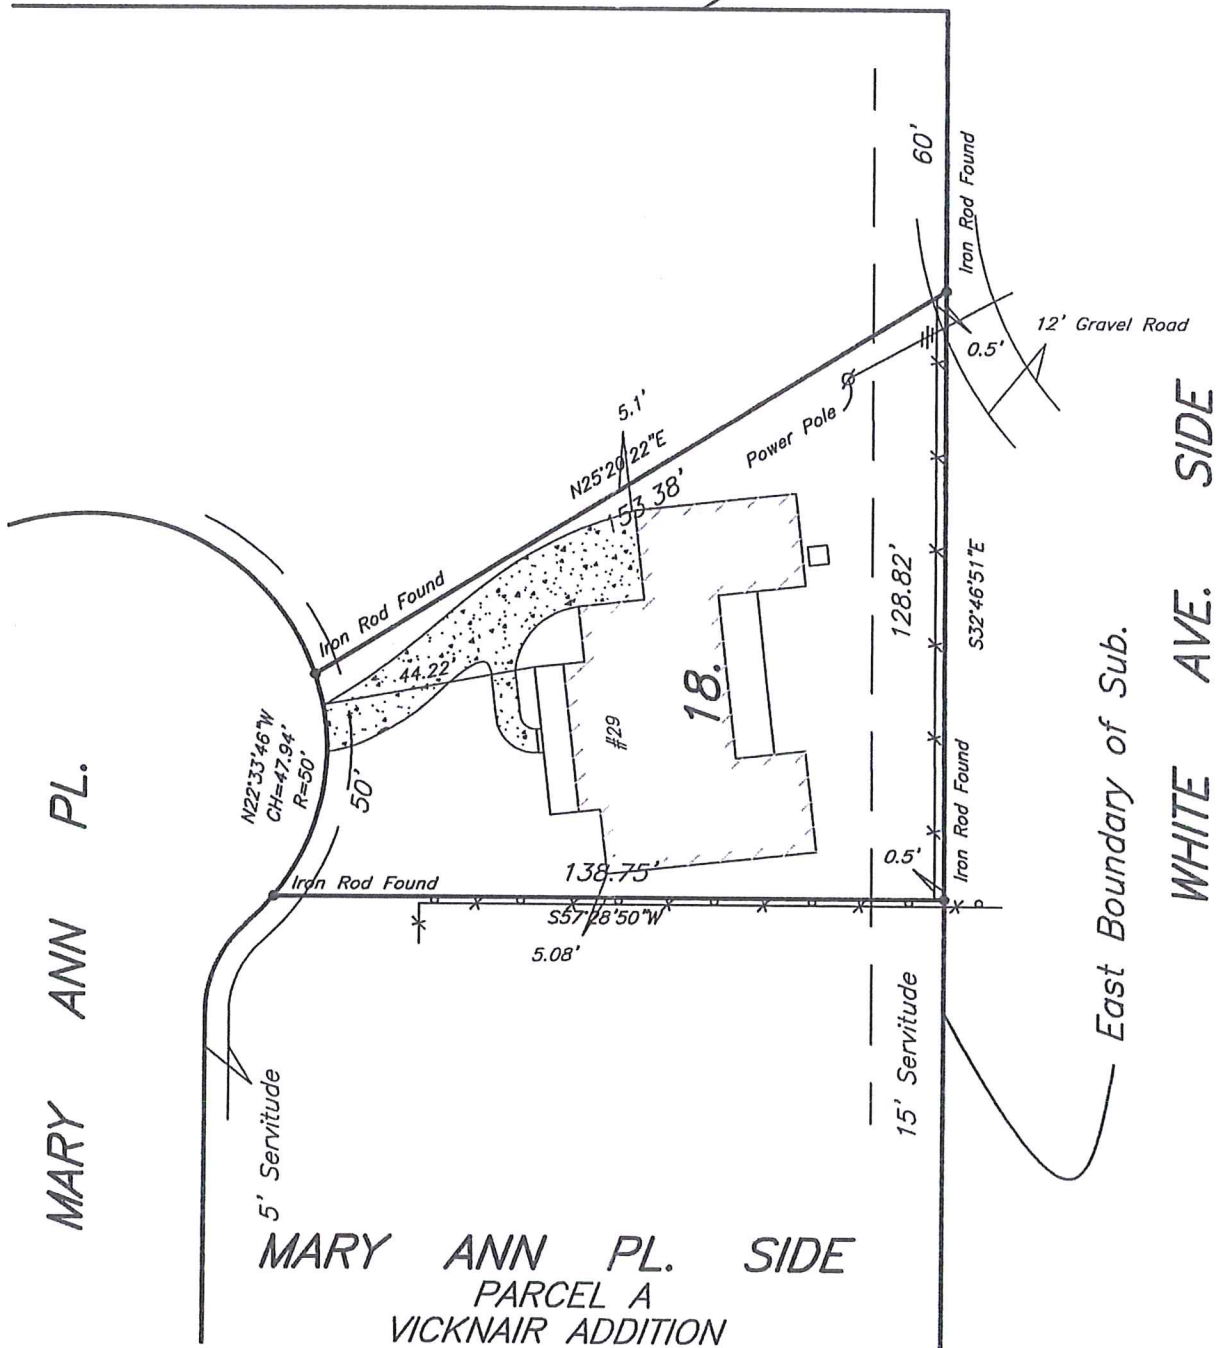 60'
Iron Rod Found
12' Gravel Road
0.5'
Power Pole
5.1'
N25°20'22"E
153.38'
Iron Rod Found
44.22'
128.82'
S32°46'51"E
18.
#29
N22°33'46"W
CH=47.94'
R=50'
50'
Iron Rod Found
138.75'
S57°28'50"W
5.08'
0.5'
Iron Rod Found
15' Servitude
5' Servitude
East Boundary of Sub.
WHITE AVE. SIDE
MARY ANN PL.
MARY ANN PL. SIDE
PARCEL A
VICKNAIR ADDITION